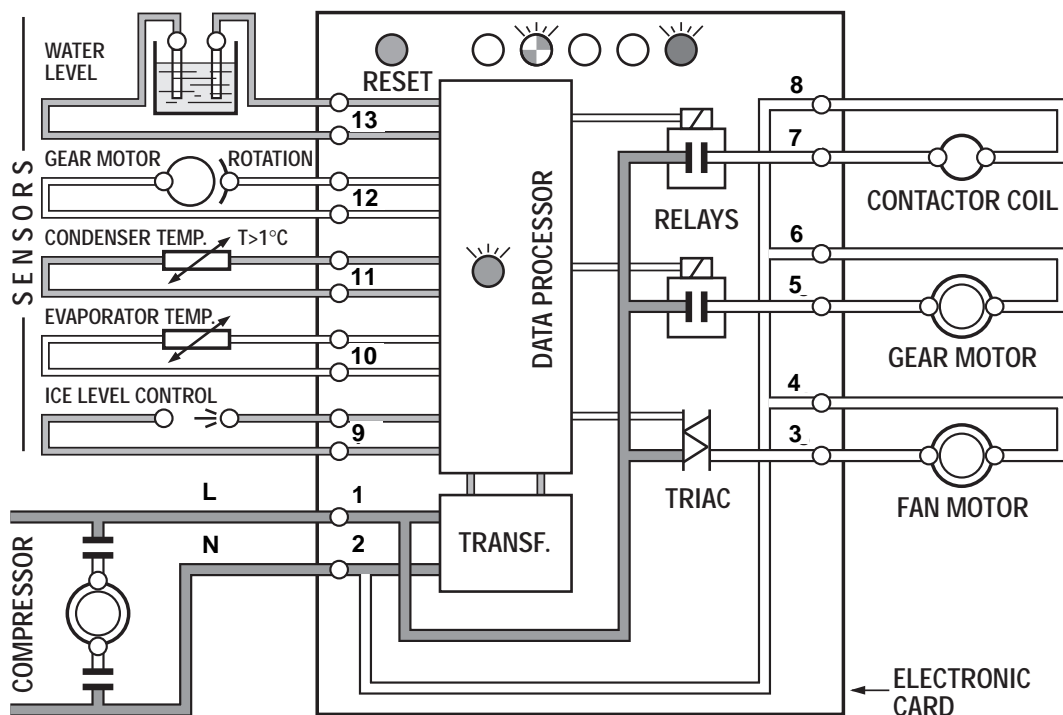 SENSORS
WATER
LEVEL
RESET
13
GEAR MOTOR ROTATION
12
CONDENSER TEMP. T>1°C
11
EVAPORATOR TEMP.
10
ICE LEVEL CONTROL
9
DATA PROCESSOR
RELAYS
TRIAC
8
7
CONTACTOR COIL
6
5
GEAR MOTOR
4
3
FAN MOTOR
L
1
N
2
TRANSF.
COMPRESSOR
ELECTRONIC
CARD